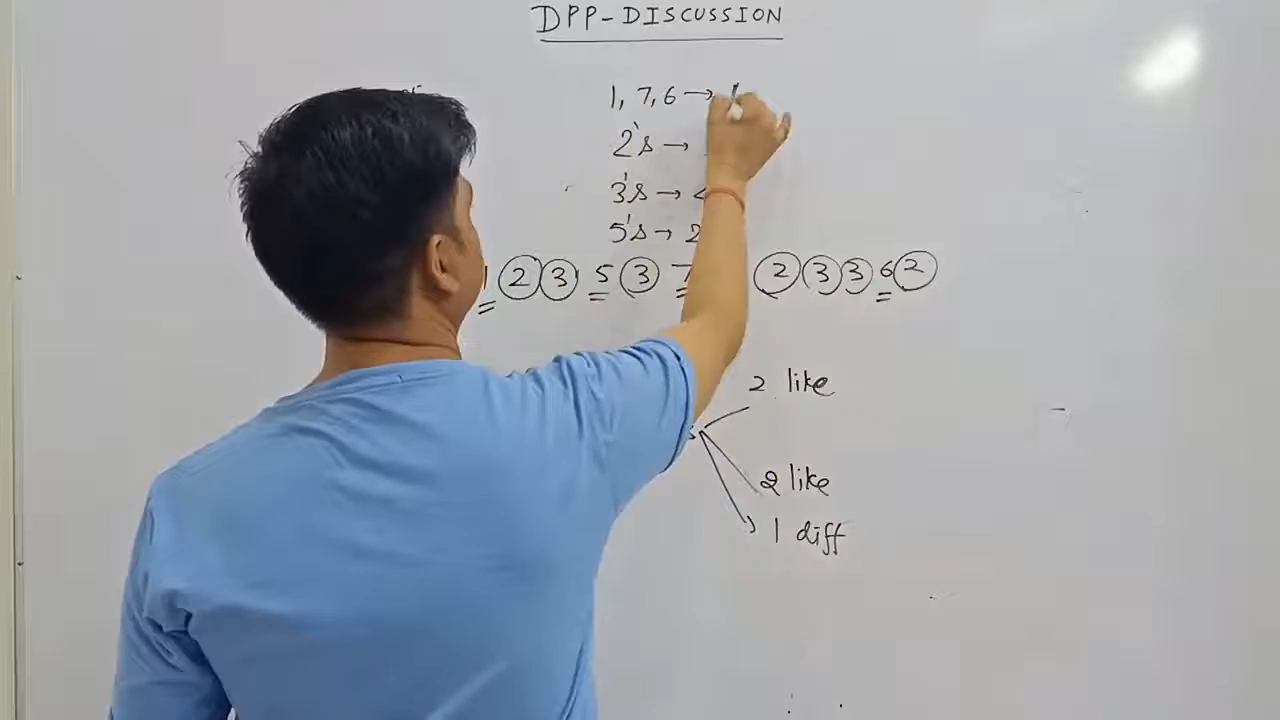 DPP-DISCUSSION
1, 7, 6 →
2's →
3's →
5's → 2
2 3 5 3 7 2 3 3 6 2
2 like
2 like
1 diff